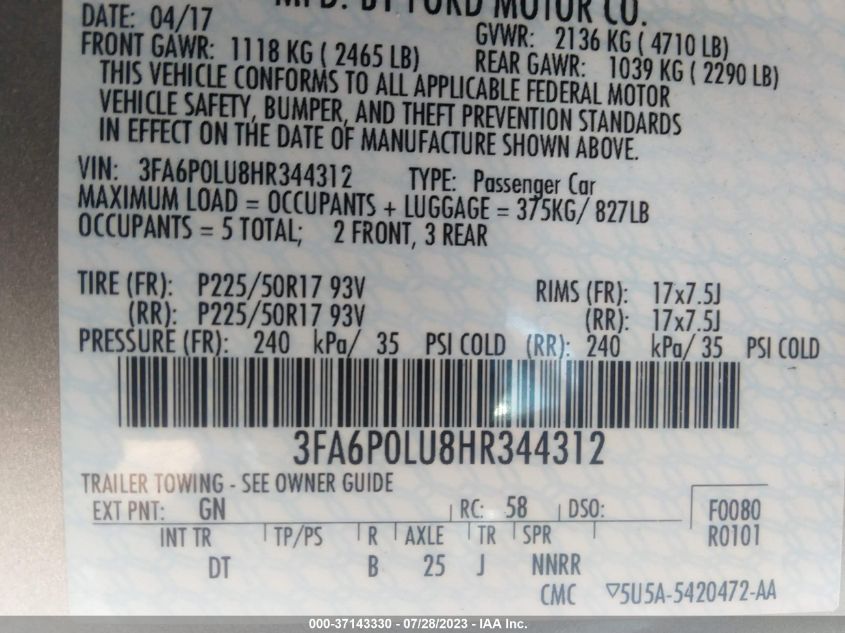 MFD. BY FORD MOTOR CO.
DATE: 04/17
GVWR: 2136 KG ( 4710 LB)
FRONT GAWR: 1118 KG ( 2465 LB)
REAR GAWR: 1039 KG ( 2290 LB)
THIS VEHICLE CONFORMS TO ALL APPLICABLE FEDERAL MOTOR
VEHICLE SAFETY, BUMPER, AND THEFT PREVENTION STANDARDS
IN EFFECT ON THE DATE OF MANUFACTURE SHOWN ABOVE.
VIN: 3FA6P0LU8HR344312 TYPE: Passenger Car
MAXIMUM LOAD = OCCUPANTS + LUGGAGE = 375KG/ 827LB
OCCUPANTS = 5 TOTAL; 2 FRONT, 3 REAR
TIRE (FR): P225/50R17 93V RIMS (FR): 17x7.5J
(RR): P225/50R17 93V (RR): 17x7.5J
PRESSURE (FR): 240 kPa/ 35 PSI COLD (RR): 240 kPa/ 35 PSI COLD
3FA6P0LU8HR344312
TRAILER TOWING - SEE OWNER GUIDE
EXT PNT: GN RC: 58 DSO: F0080
INT TR TP/PS R AXLE TR SPR R0101
DT B 25 J NNRR
CMC ▽5U5A-5420472-AA
000-37143330 - 07/28/2023 - IAA Inc.